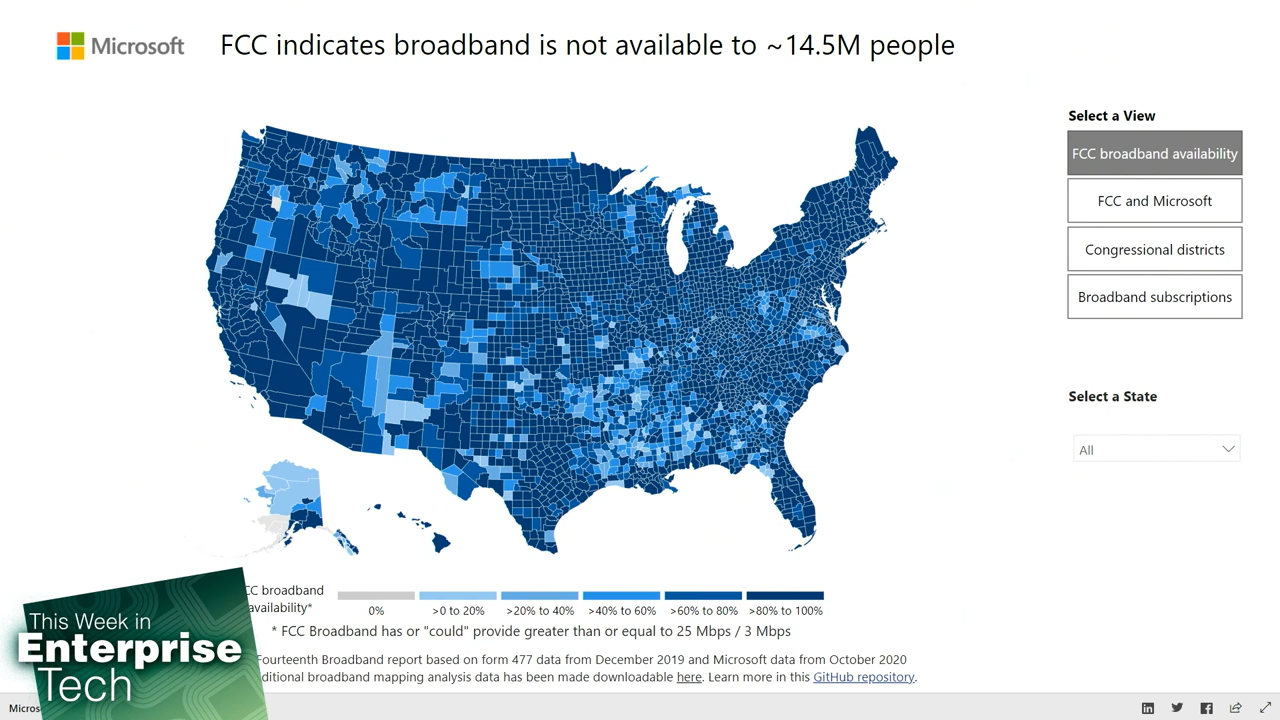 Microsoft
FCC indicates broadband is not available to ~14.5M people
Select a View
FCC broadband availability
FCC and Microsoft
Congressional districts
Broadband subscriptions
Select a State
All
CC broadband
availability*
0%
>0 to 20%
>20% to 40%
>40% to 60%
>60% to 80%
>80% to 100%
* FCC Broadband has or "could" provide greater than or equal to 25 Mbps / 3 Mbps
Fourteenth Broadband report based on form 477 data from December 2019 and Microsoft data from October 2020
ditional broadband mapping analysis data has been made downloadable here. Learn more in this GitHub repository.
This Week in
Enterprise
Tech
Micros